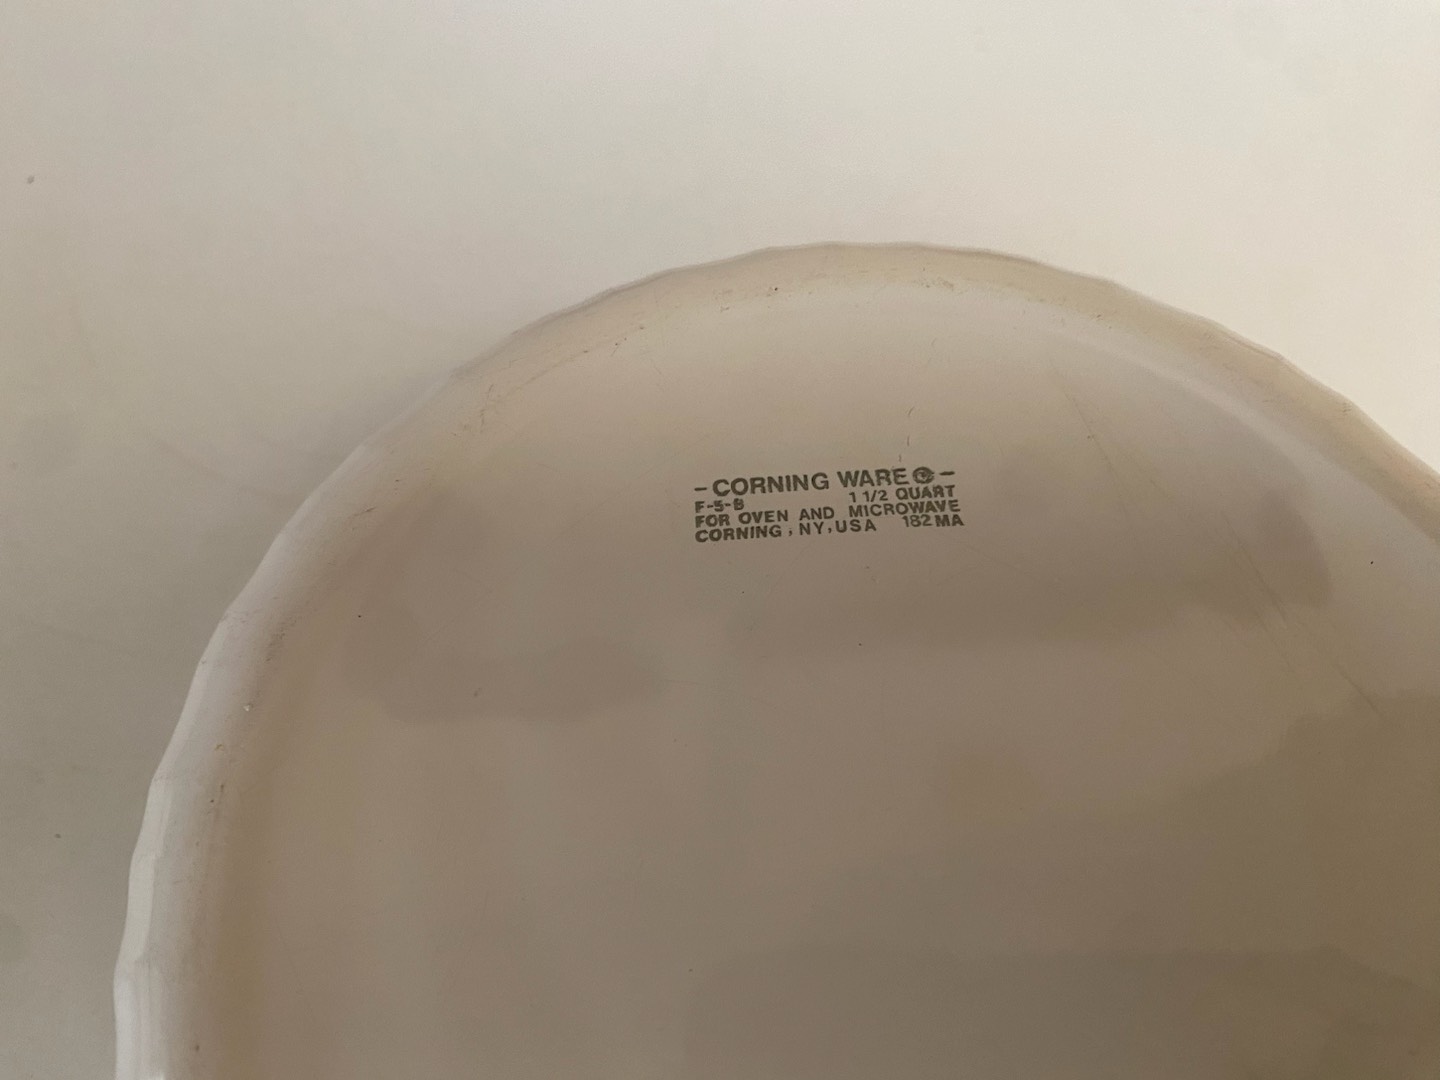 - CORNING WARE ® -
F-5-B 1 1/2 QUART
FOR OVEN AND MICROWAVE
CORNING, NY, USA 182 MA